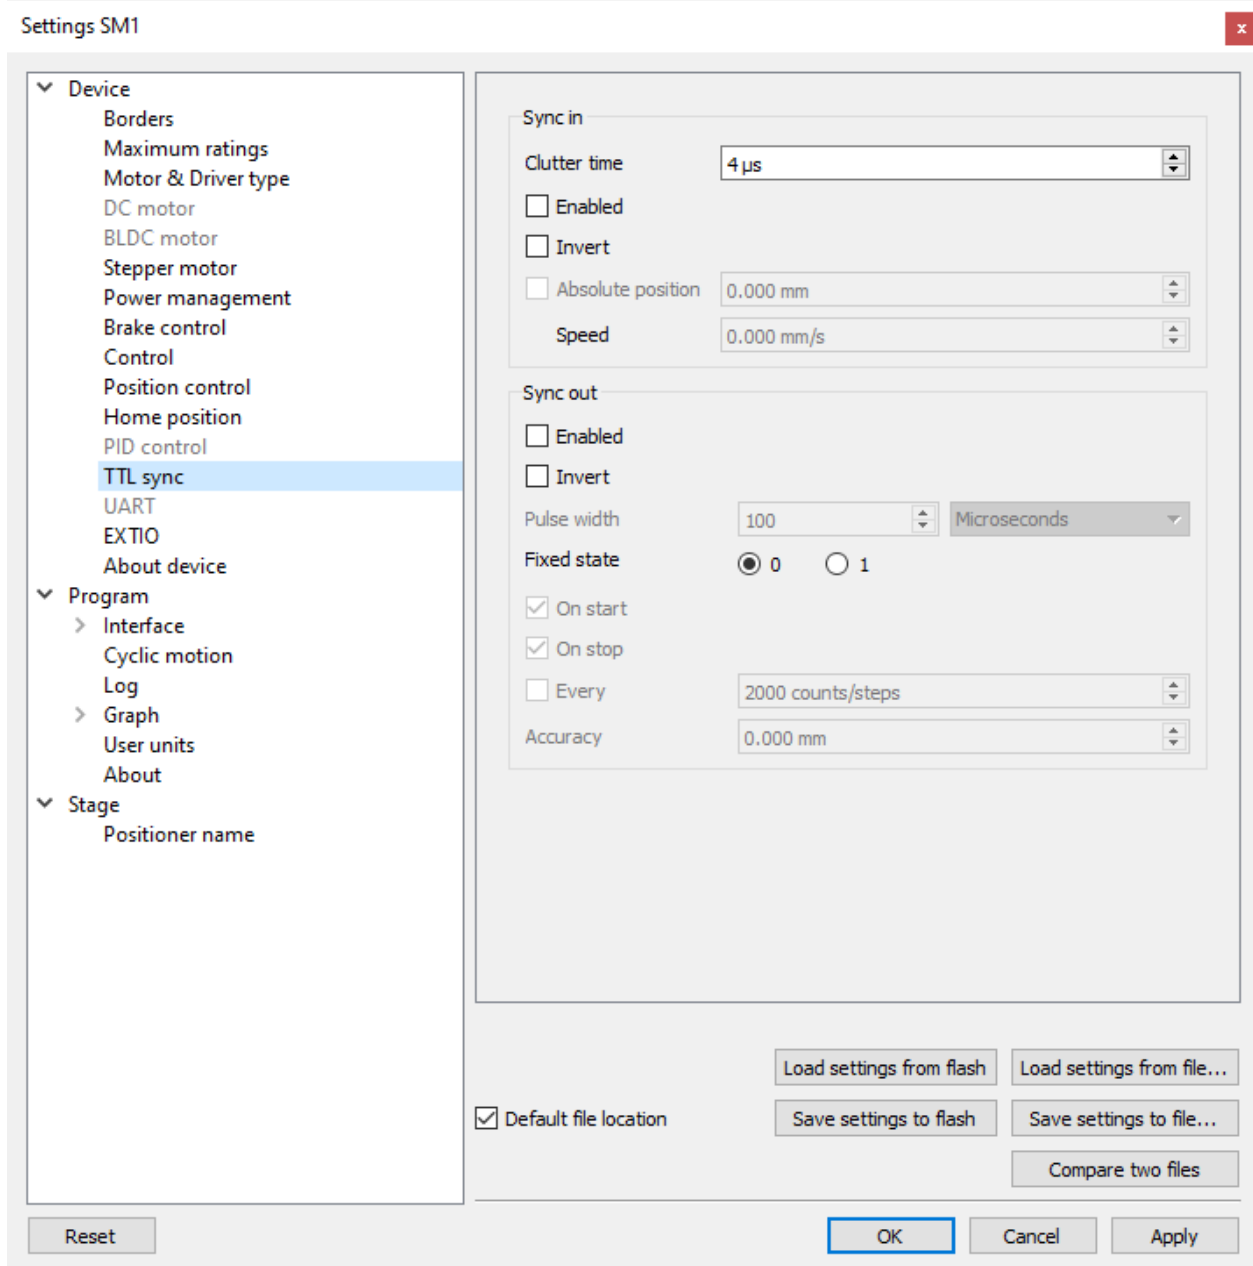 Settings SM1
x
Device
Borders
Maximum ratings
Motor & Driver type
DC motor
BLDC motor
Stepper motor
Power management
Brake control
Control
Position control
Home position
PID control
TTL sync
UART
EXTIO
About device
Program
Interface
Cyclic motion
Log
Graph
User units
About
Stage
Positioner name
Sync in
Clutter time 4 µs
Enabled
Invert
Absolute position 0.000 mm
Speed 0.000 mm/s
Sync out
Enabled
Invert
Pulse width 100 Microseconds
Fixed state 0 1
On start
On stop
Every 2000 counts/steps
Accuracy 0.000 mm
Load settings from flash Load settings from file...
Default file location Save settings to flash Save settings to file...
Compare two files
Reset OK Cancel Apply